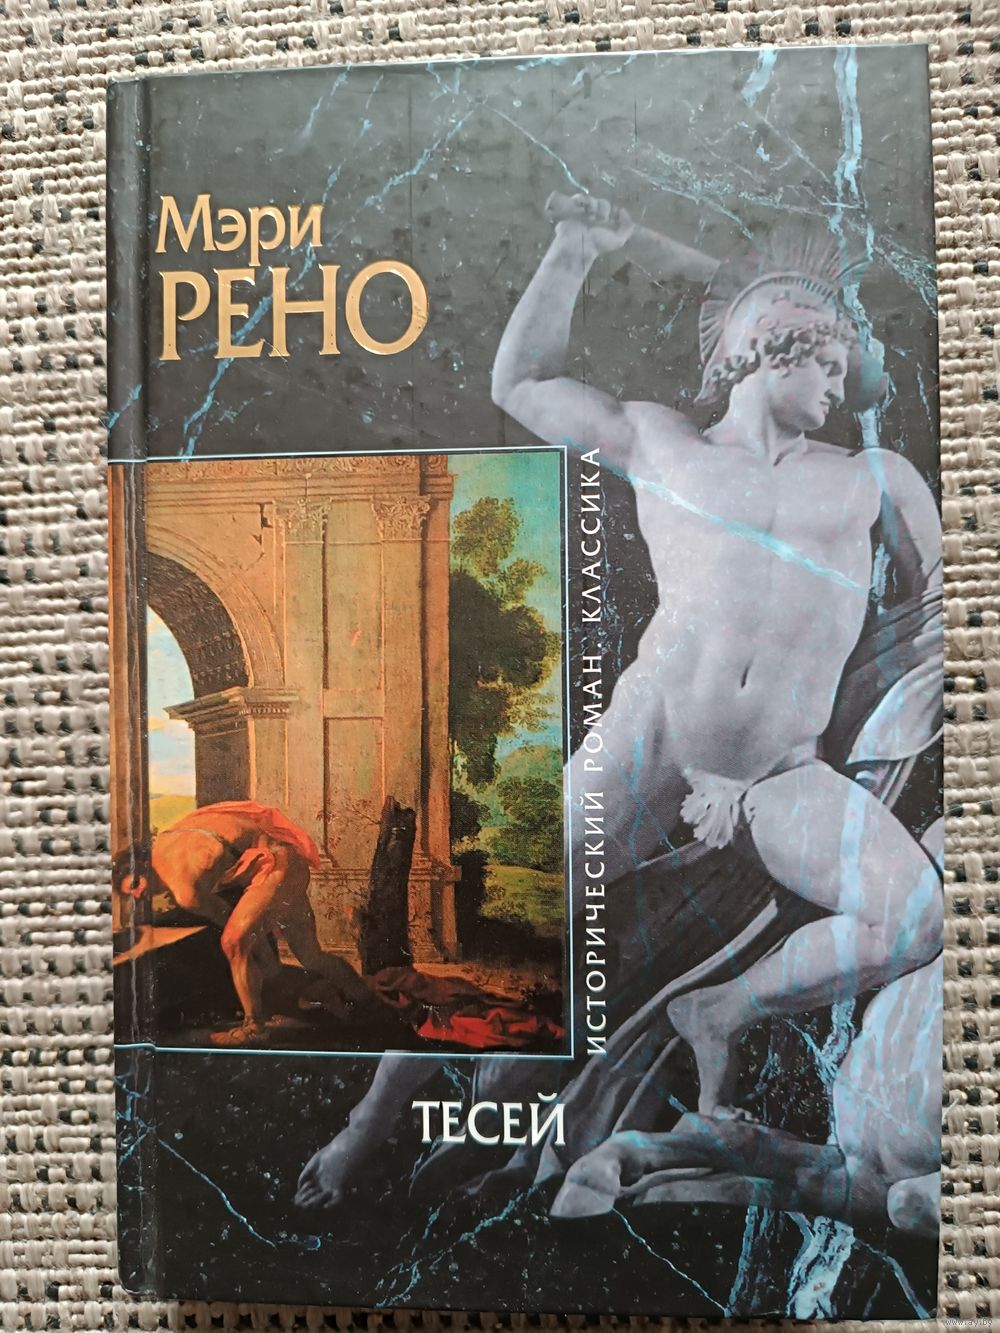 Мэри
РЕНО
ИСТОРИЧЕСКИЙ РОМАН. КЛАССИКА
ТЕСЕЙ